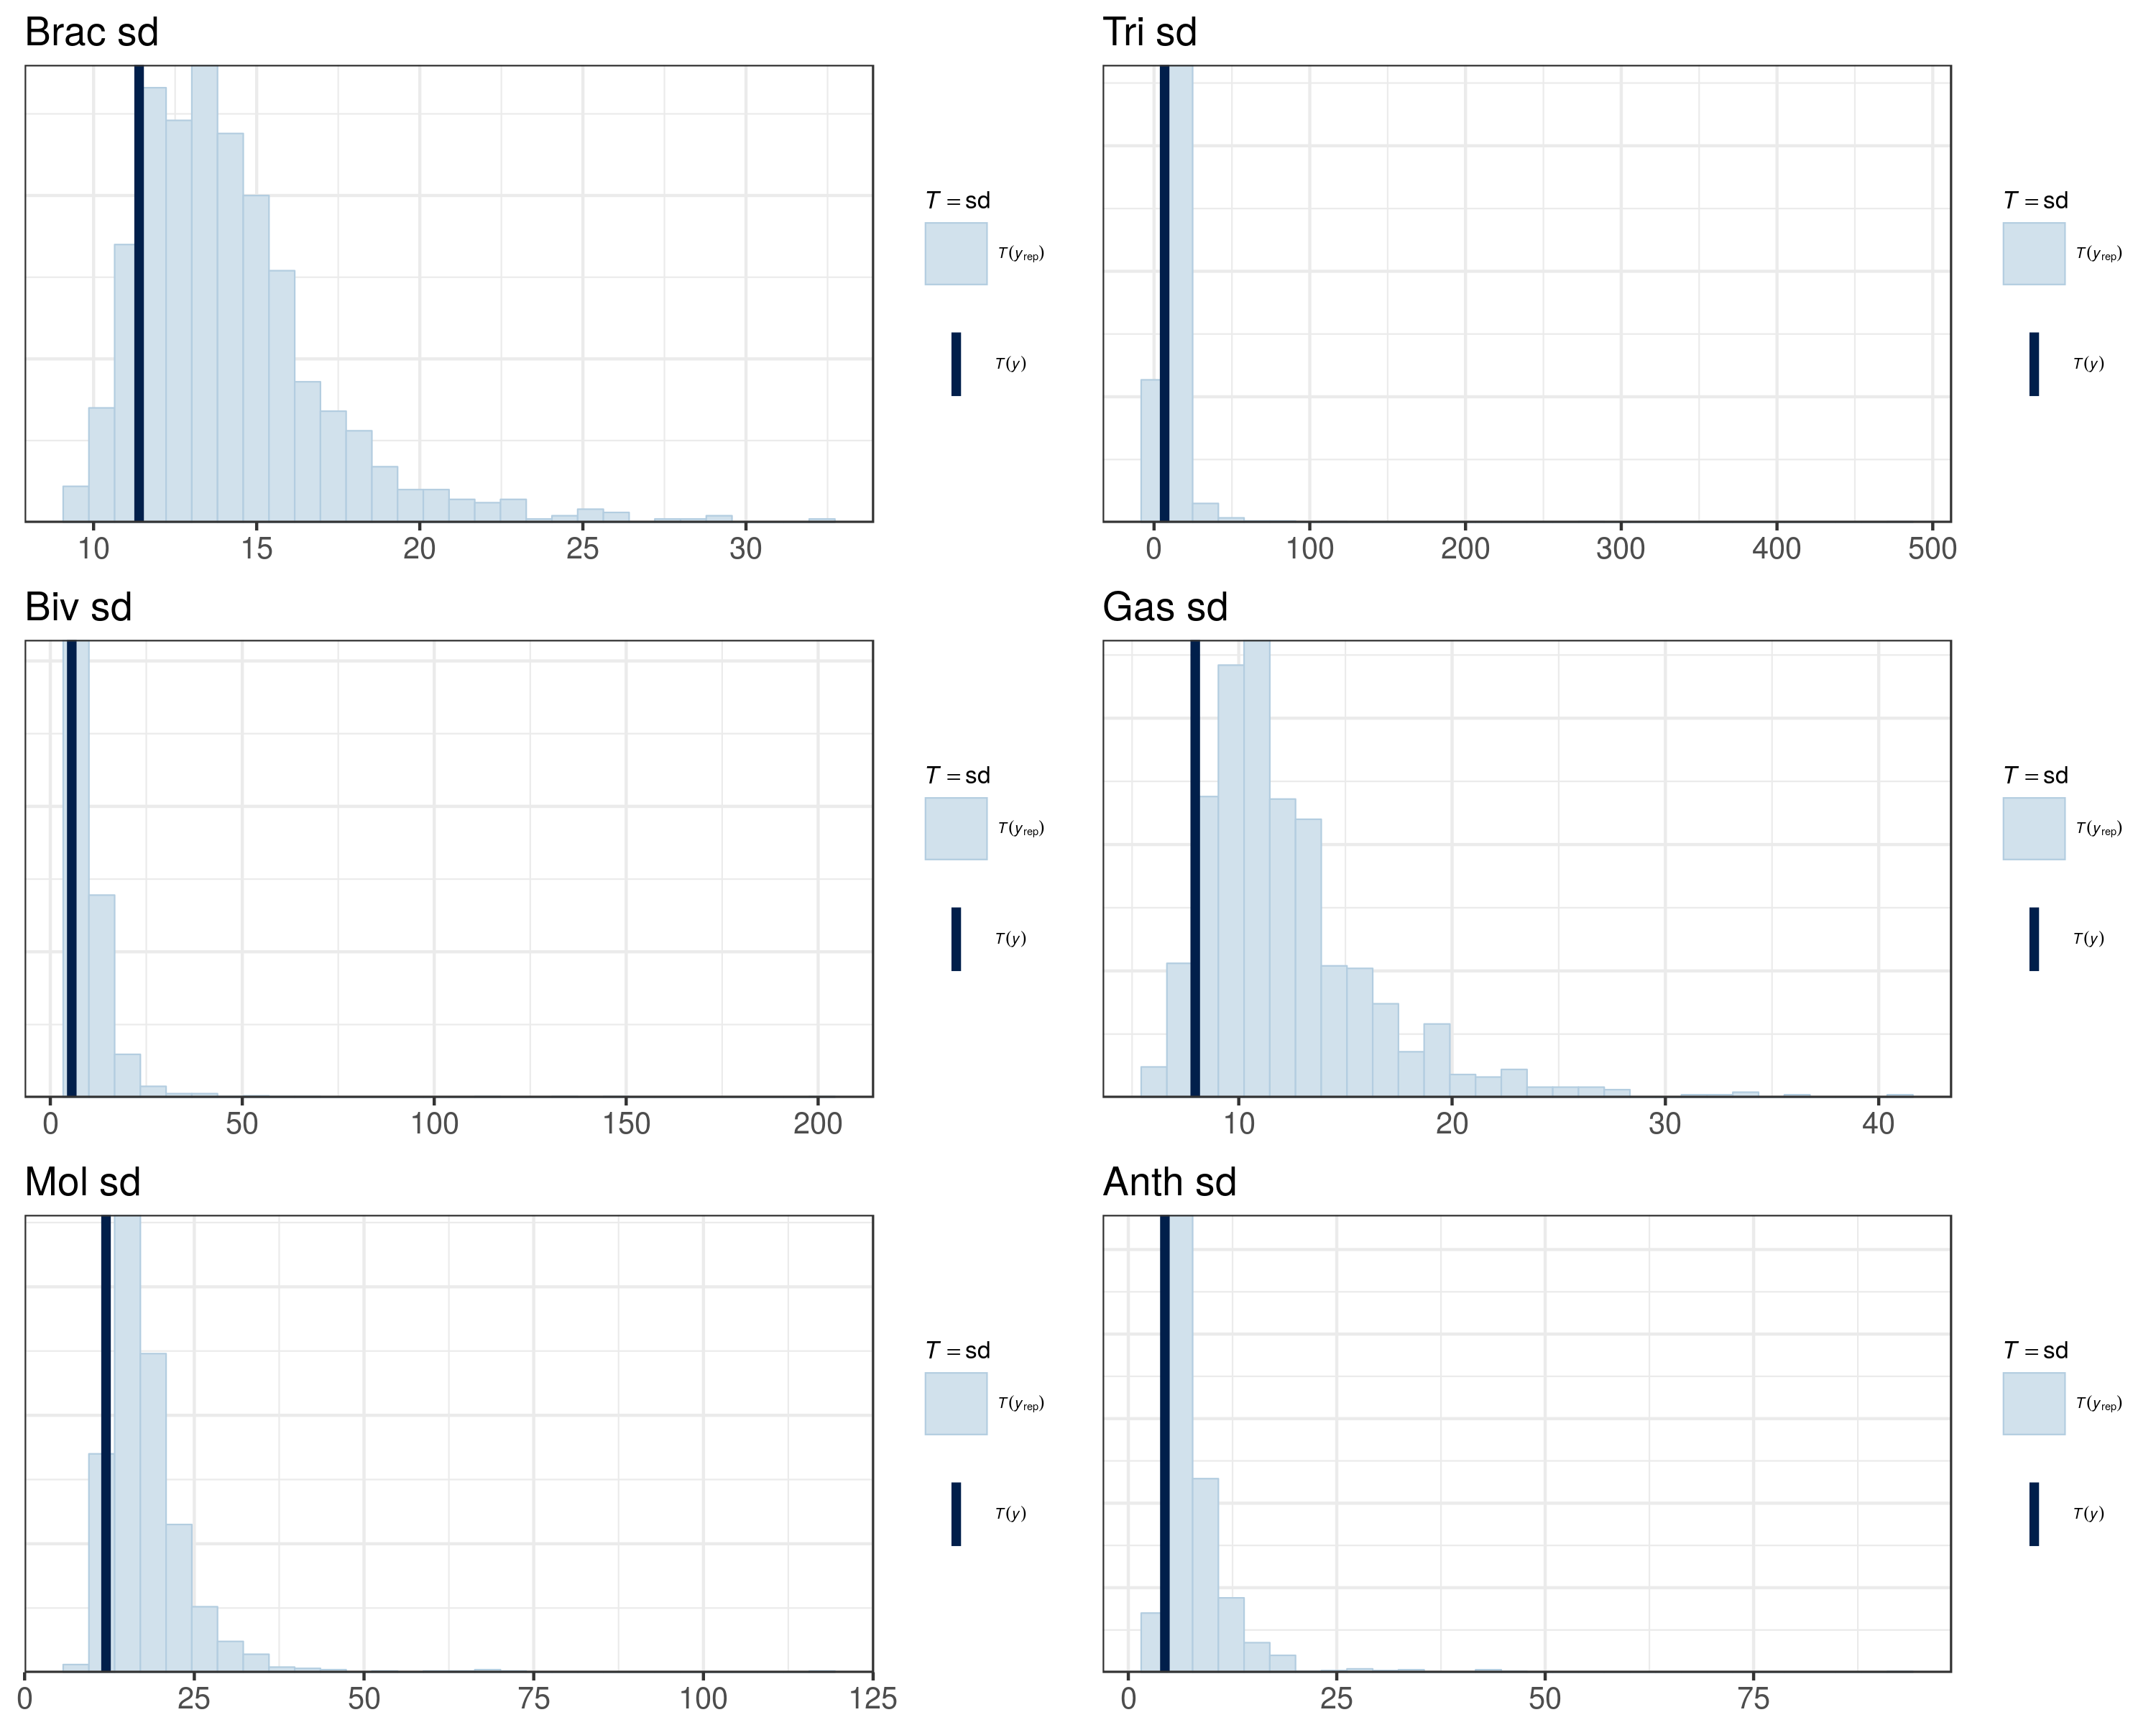 Brac sd
T = sd
T(yrep)
T(y)
10 15 20 25 30
Tri sd
T = sd
T(yrep)
T(y)
0 100 200 300 400 500
Biv sd
T = sd
T(yrep)
T(y)
0 50 100 150 200
Gas sd
T = sd
T(yrep)
T(y)
10 20 30 40
Mol sd
T = sd
T(yrep)
T(y)
0 25 50 75 100 125
Anth sd
T = sd
T(yrep)
T(y)
0 25 50 75